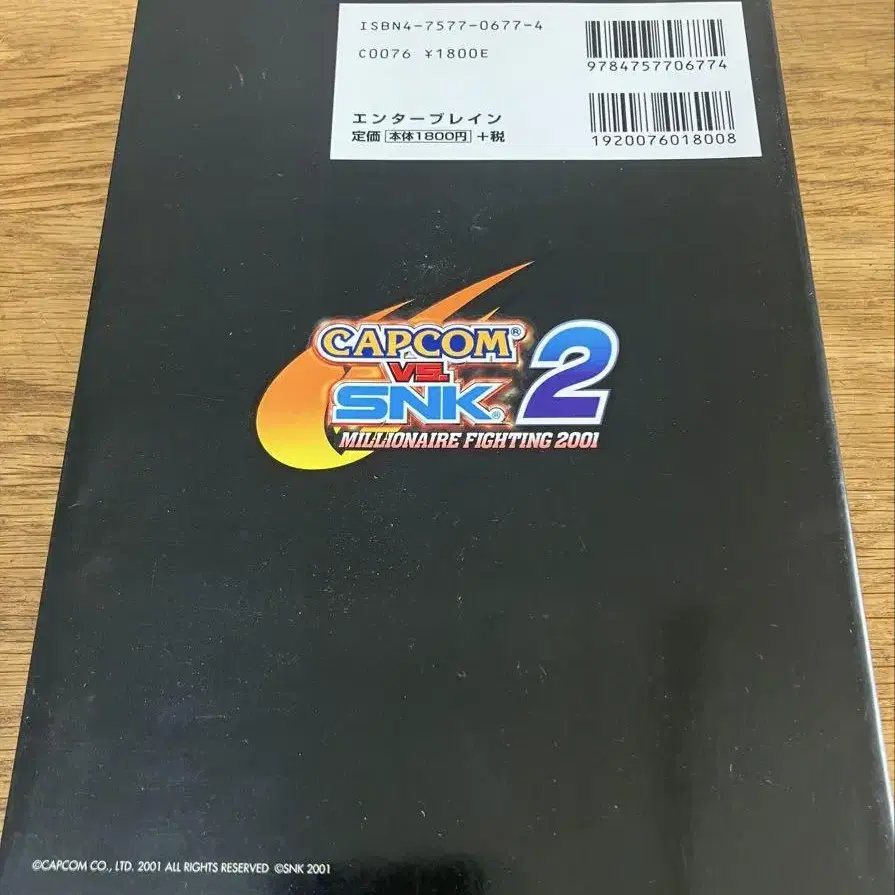 ISBN4-7577-0677-4
C0076 ¥1800E
9784757706774
エンターブレイン
定価 本体1800円 +税
1920076018008
CAPCOM®
VS.
SNK® 2
MILLIONAIRE FIGHTING 2001
©CAPCOM CO., LTD. 2001 ALL RIGHTS RESERVED ©SNK 2001